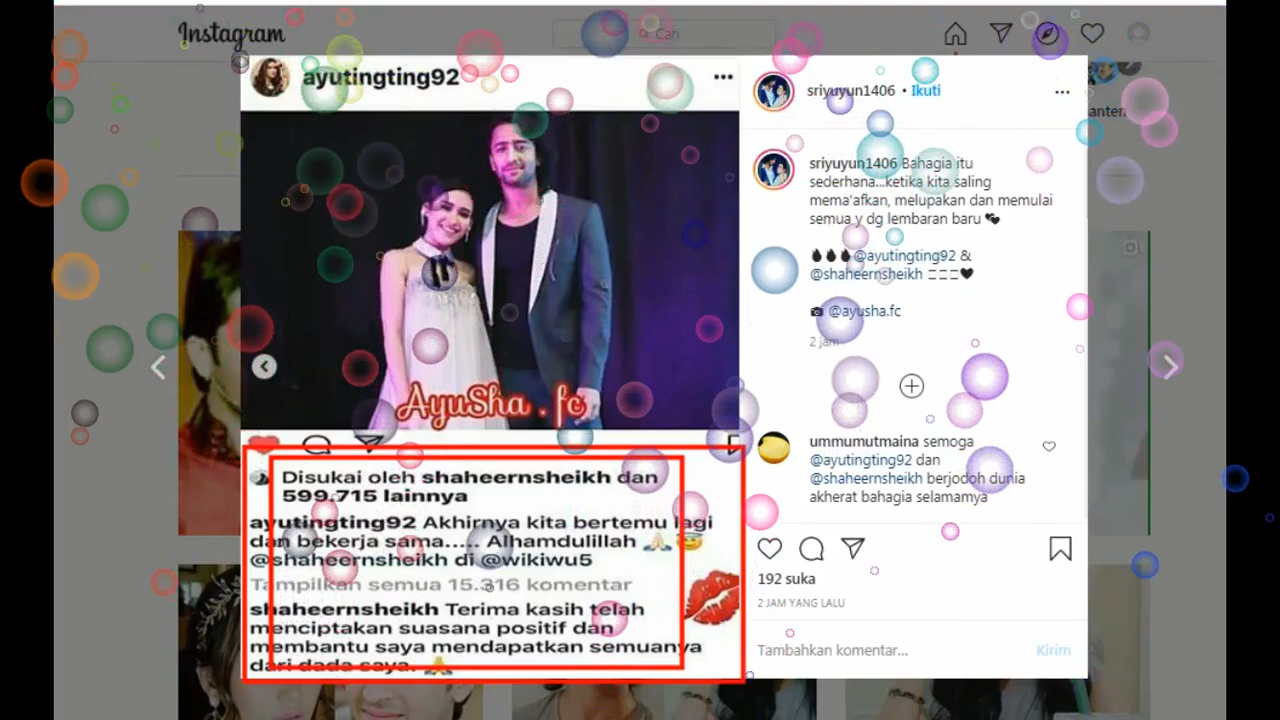 Instagram
Cari
ayutingting92
AyuSha . fc
Disukai oleh shaheernsheikh dan
599.715 lainnya
ayutingting92 Akhirnya kita bertemu lagi
dan bekerja sama..... Alhamdulillah 🙏😇
@shaheernsheikh di @wikiwu5
Tampilkan semua 15.316 komentar
shaheernsheikh Terima kasih telah
menciptakan suasana positif dan
membantu saya mendapatkan semuanya
dari dada saya. 🙏
sriyuyun1406 • Ikuti
sriyuyun1406 Bahagia itu
sederhana...ketika kita saling
mema'afkan, melupakan dan memulai
semua y dg lembaran baru
@ayutingting92 &
@shaheernsheikh
@ayusha.fc
2 jam
ummumutmaina semoga
@ayutingting92 dan
@shaheernsheikh berjodoh dunia
akherat bahagia selamamya
192 suka
2 JAM YANG LALU
Tambahkan komentar...
Kirim